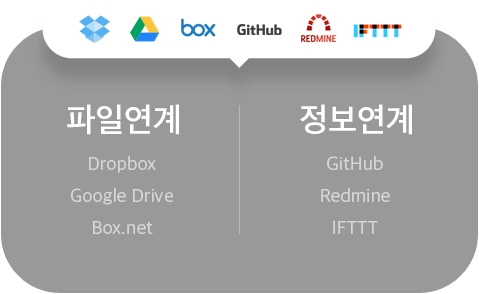 box GitHub REDMINE IFTTT
파일연계
Dropbox
Google Drive
Box.net
정보연계
GitHub
Redmine
IFTTT